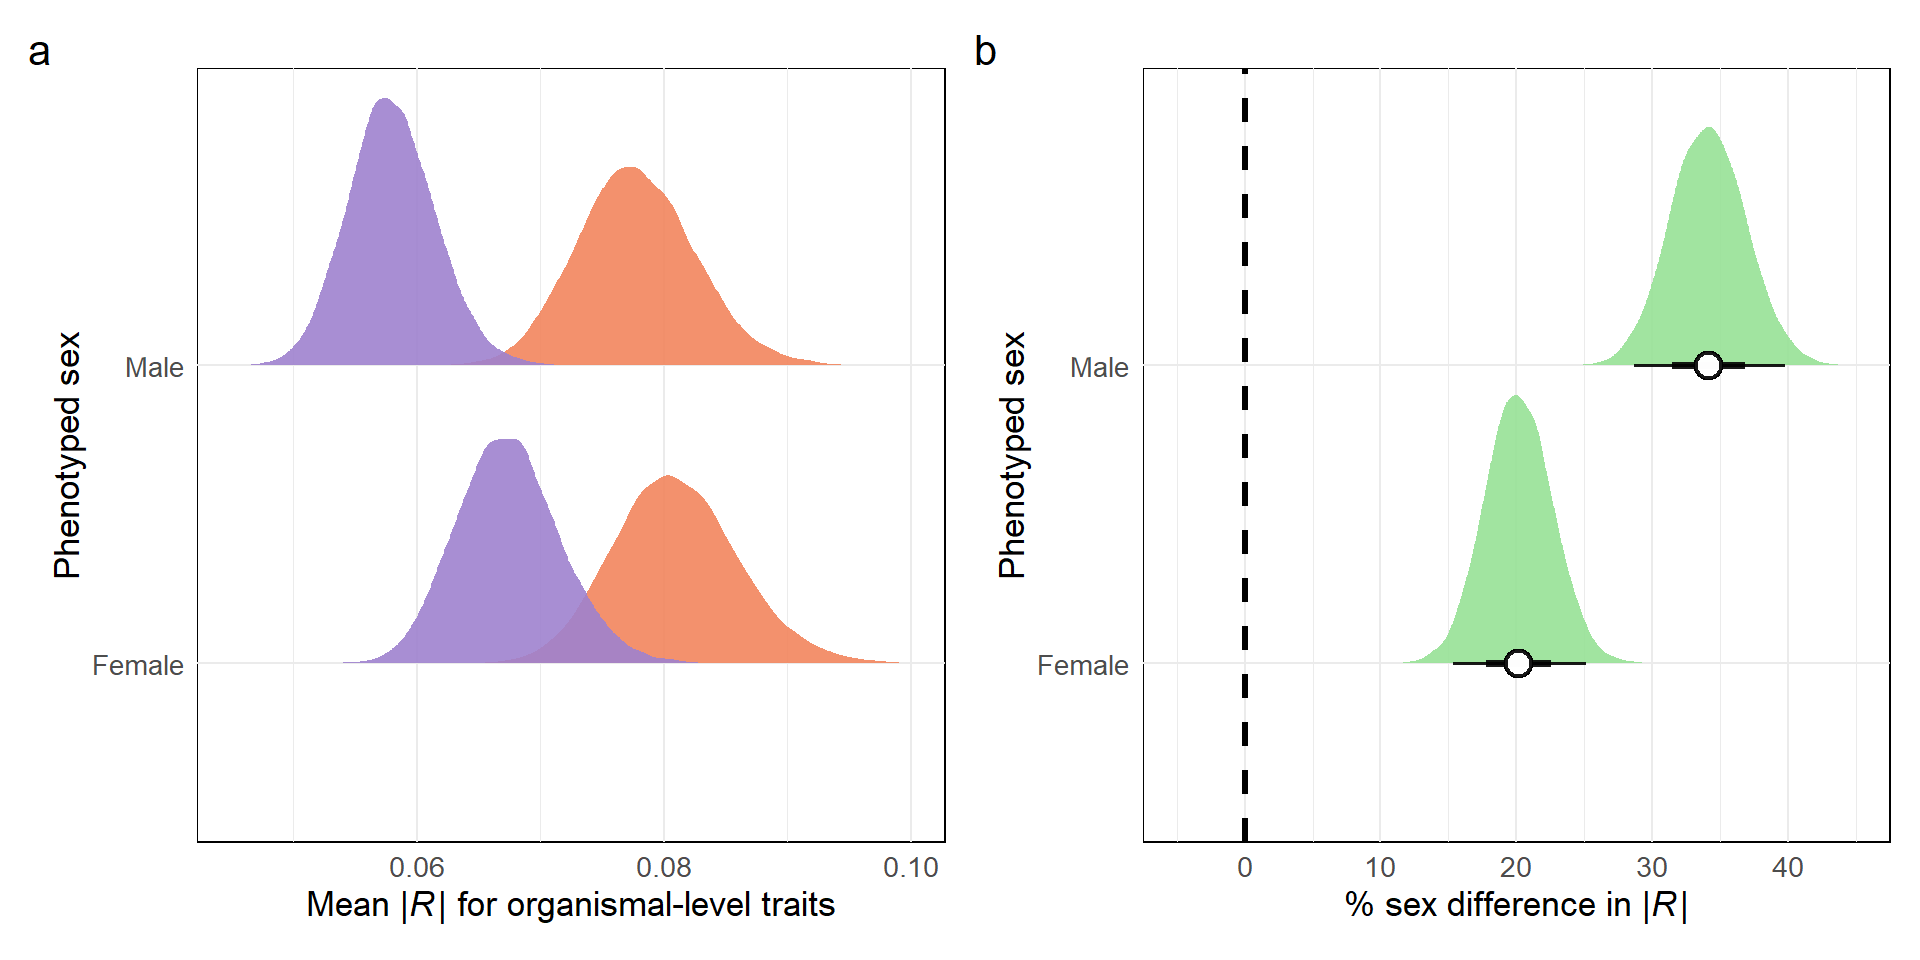 a
Phenotyped sex
Male
Female
0.06 0.08 0.10
Mean |R| for organismal-level traits
b
Phenotyped sex
Male
Female
0 10 20 30 40
% sex difference in |R|